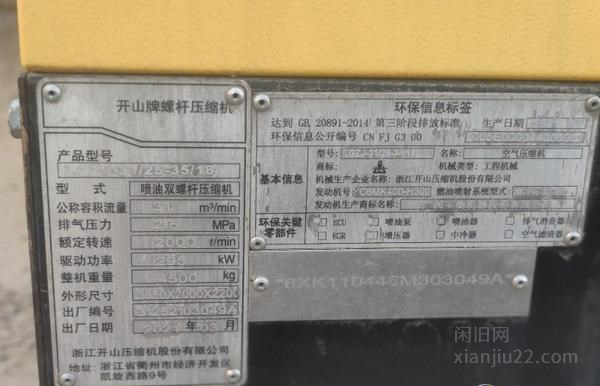 开山牌螺杆压缩机
产品型号
型 式 喷油双螺杆压缩机
公称容积流量 31 m³/min
排气压力 MPa
额定转速 2000 r/min
驱动功率 295 kW
整机重量 4500 kg
外形尺寸 X2000X2200
出厂编号 31252103049A
出厂日期 2021 年 03 月
浙江开山压缩机股份有限公司
地址：浙江省衢州市经济开发区
凯旋西路9号
环保信息标签
达到 GB 20891-2014 第三阶段排放标准 生产日期
环保信息公开编号 CN FJ G3 00
基本信息
型号： 名称： 空气压缩机
商标： 机械类型：工程机械
机械生产企业名称：浙江开山压缩机股份有限公司
发动机号： C6MK400-H300 燃油喷射系统型式：
发动机生产商标名称：
环保关键
零部件
ECU 喷油泵 喷油器 排气消音器
EGR 增压器 中冷器 空气滤清器
*6XK110446M303049A*
闲旧网
xianjiu22.com